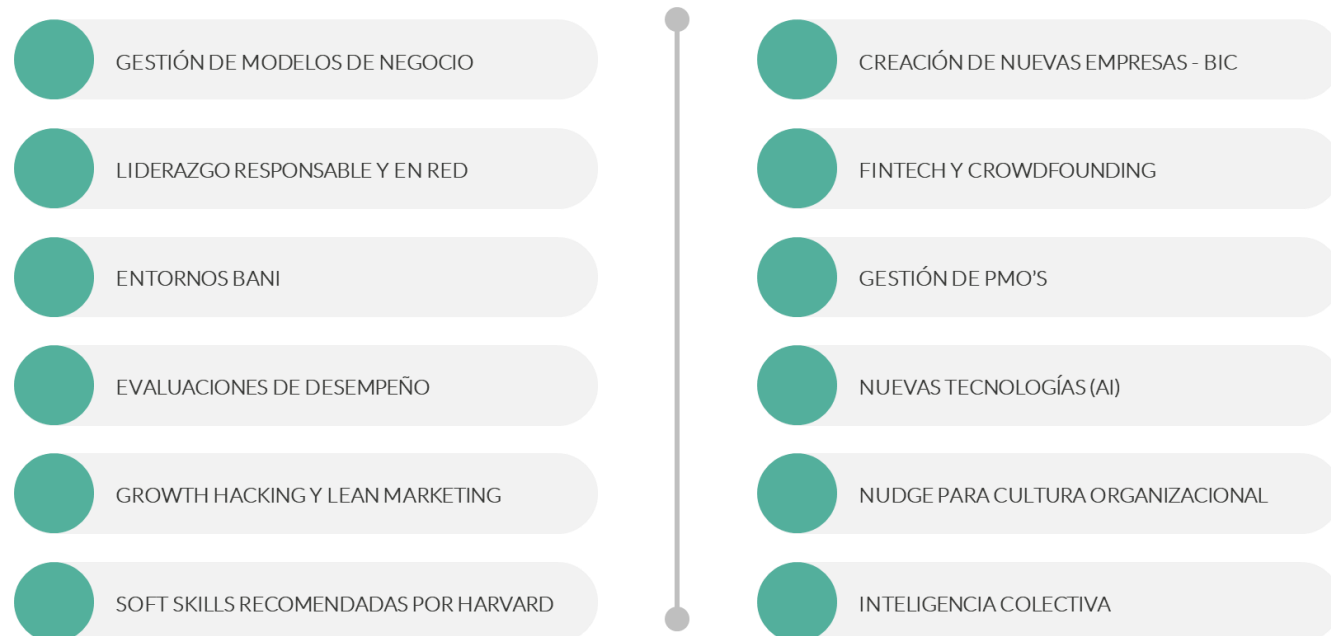 GESTIÓN DE MODELOS DE NEGOCIO
LIDERAZGO RESPONSABLE Y EN RED
ENTORNOS BANI
EVALUACIONES DE DESEMPEÑO
GROWTH HACKING Y LEAN MARKETING
SOFT SKILLS RECOMENDADAS POR HARVARD
CREACIÓN DE NUEVAS EMPRESAS - BIC
FINTECH Y CROWDFOUNDING
GESTIÓN DE PMO'S
NUEVAS TECNOLOGÍAS (AI)
NUDGE PARA CULTURA ORGANIZACIONAL
INTELIGENCIA COLECTIVA